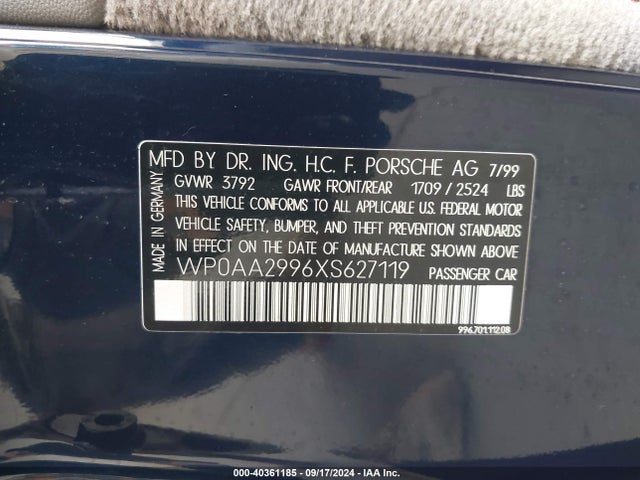 MFD BY DR. ING. H.C. F. PORSCHE AG 7/99
GVWR 3792 GAWR FRONT/REAR 1709 / 2524 LBS
THIS VEHICLE CONFORMS TO ALL APPLICABLE U.S. FEDERAL MOTOR
VEHICLE SAFETY, BUMPER, AND THEFT PREVENTION STANDARDS
IN EFFECT ON THE DATE OF MANUFACTURE SHOWN ABOVE.
WP0AA2996XS627119 PASSENGER CAR
996.701.112.08
MADE IN GERMANY
000-40361185 - 09/17/2024 - IAA Inc.